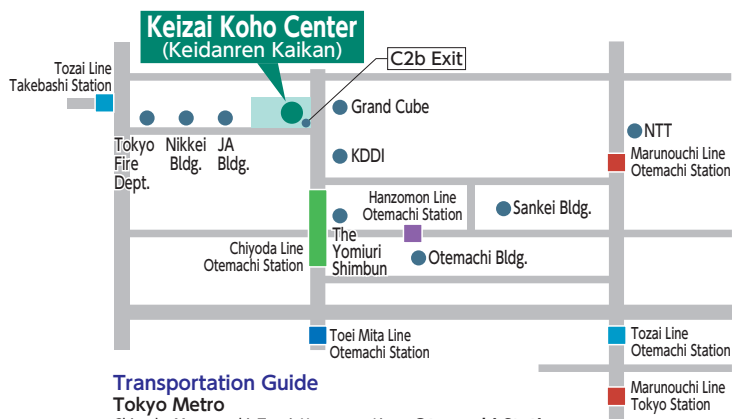 Keizai Koho Center
(Keidanren Kaikan)
C2b Exit
Tozai Line
Takebashi Station
Grand Cube
Tokyo
Fire
Dept.
Nikkei
Bldg.
JA
Bldg.
NTT
KDDI
Marunouchi Line
Otemachi Station
Hanzomon Line
Otemachi Station
Sankei Bldg.
The
Yomiuri
Shimbun
Chiyoda Line
Otemachi Station
Otemachi Bldg.
Toei Mita Line
Otemachi Station
Tozai Line
Otemachi Station
Marunouchi Line
Tokyo Station
Transportation Guide
Tokyo Metro